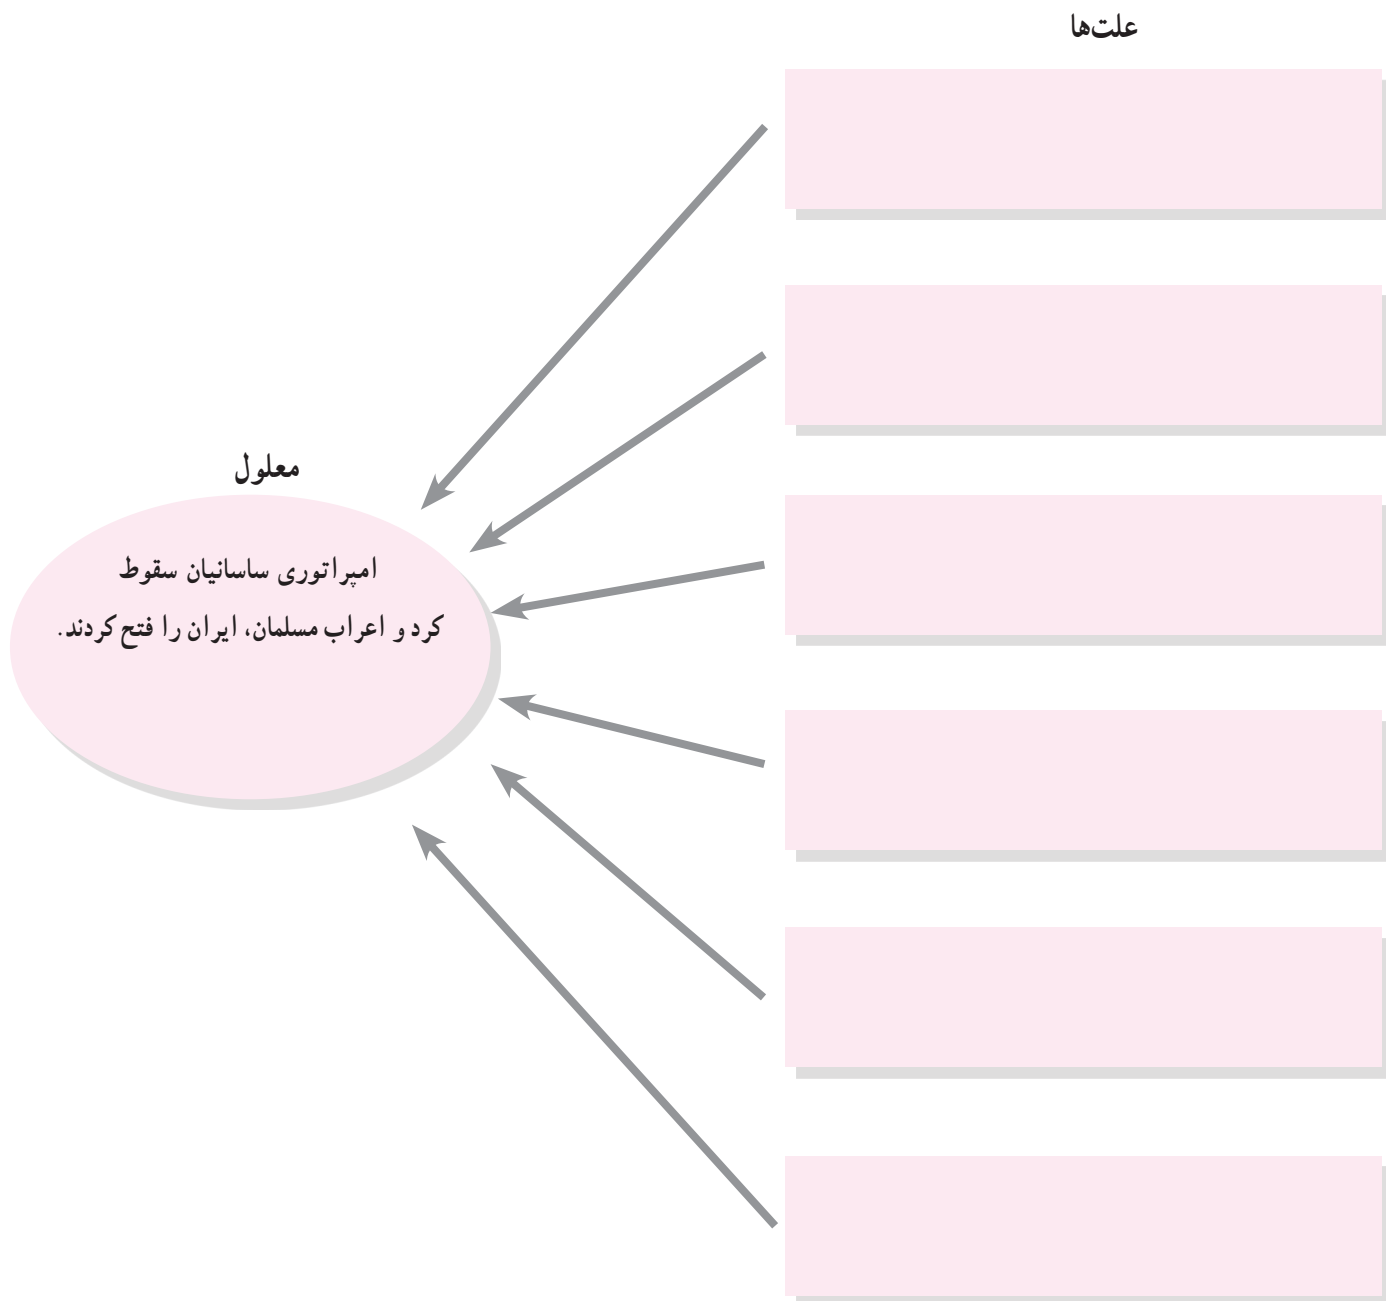 علت‌ها
معلول
امپراتوری ساسانیان سقوط
کرد و اعراب مسلمان، ایران را فتح کردند.